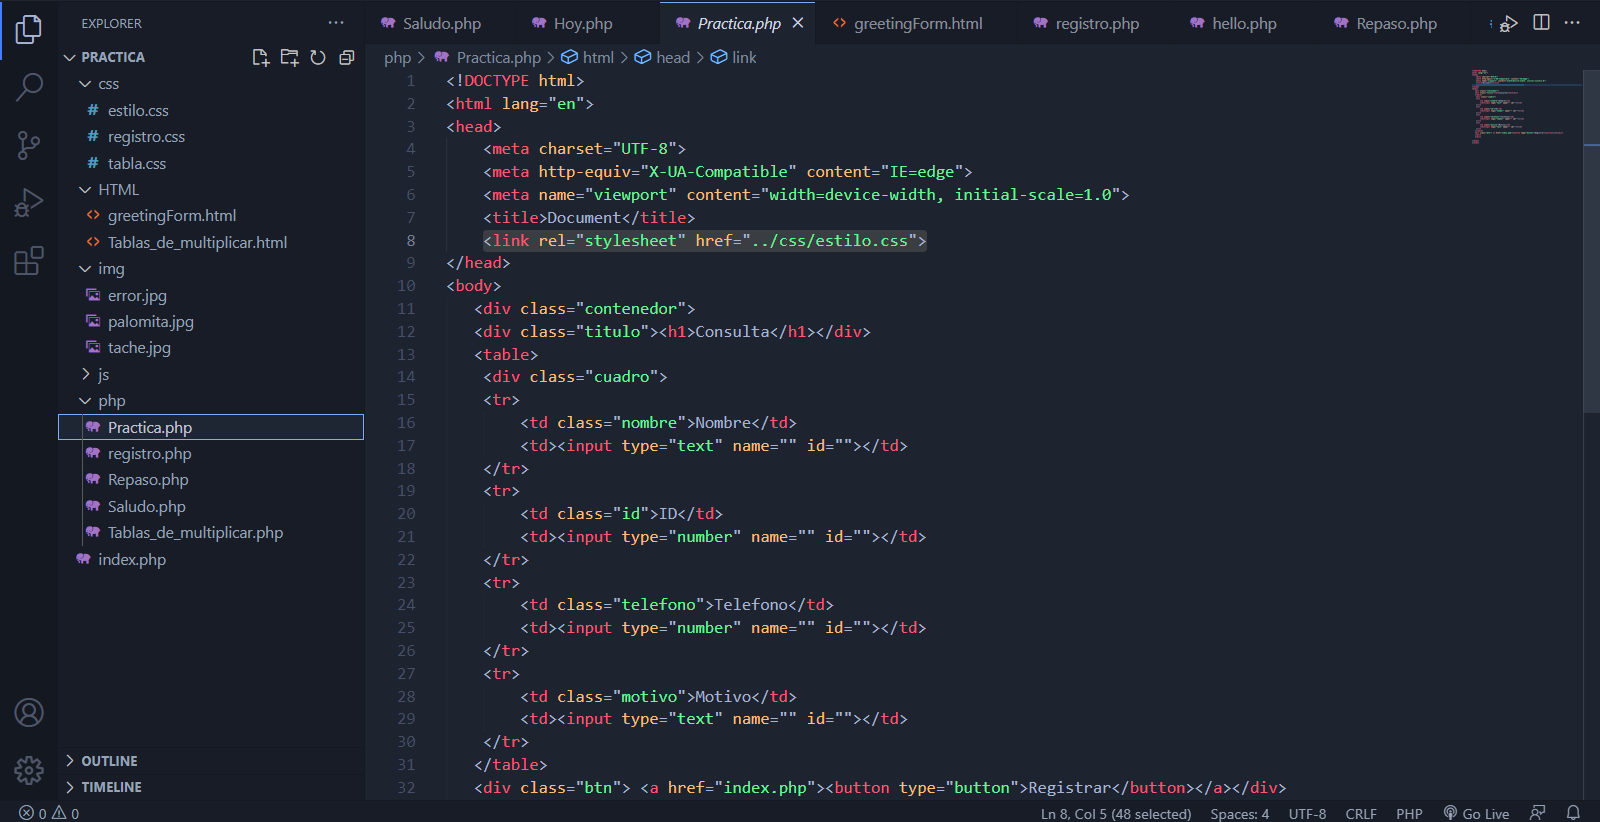 EXPLORER
PRACTICA
css
# estilo.css
# registro.css
# tabla.css
HTML
<> greetingForm.html
<> Tablas_de_multiplicar.html
img
error.jpg
palomita.jpg
tache.jpg
js
php
Practica.php
registro.php
Repaso.php
Saludo.php
Tablas_de_multiplicar.php
index.php
OUTLINE
TIMELINE
Saludo.php Hoy.php Practica.php <> greetingForm.html registro.php hello.php Repaso.php
php > Practica.php > html > head > link
1 <!DOCTYPE html>
2 <html lang="en">
3 <head>
4 <meta charset="UTF-8">
5 <meta http-equiv="X-UA-Compatible" content="IE=edge">
6 <meta name="viewport" content="width=device-width, initial-scale=1.0">
7 <title>Document</title>
8 <link rel="stylesheet" href="../css/estilo.css">
9 </head>
10 <body>
11 <div class="contenedor">
12 <div class="titulo"><h1>Consulta</h1></div>
13 <table>
14 <div class="cuadro">
15 <tr>
16 <td class="nombre">Nombre</td>
17 <td><input type="text" name="" id=""></td>
18 </tr>
19 <tr>
20 <td class="id">ID</td>
21 <td><input type="number" name="" id=""></td>
22 </tr>
23 <tr>
24 <td class="telefono">Telefono</td>
25 <td><input type="number" name="" id=""></td>
26 </tr>
27 <tr>
28 <td class="motivo">Motivo</td>
29 <td><input type="text" name="" id=""></td>
30 </tr>
31 </table>
32 <div class="btn"> <a href="index.php"><button type="button">Registrar</button></a></div>
0 0 Ln 8, Col 5 (48 selected) Spaces: 4 UTF-8 CRLF PHP Go Live